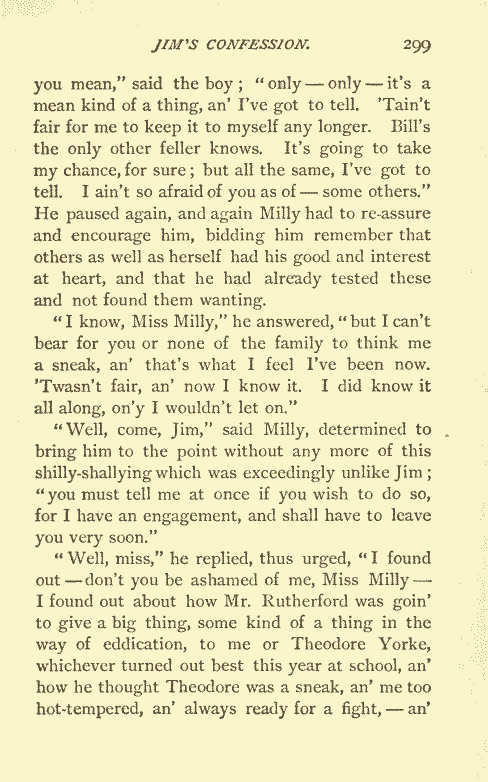 JIM'S CONFESSION. 299
you mean," said the boy; "only — only — it's a
mean kind of a thing, an' I've got to tell. 'Tain't
fair for me to keep it to myself any longer. Bill's
the only other feller knows. It's going to take
my chance, for sure; but all the same, I've got to
tell. I ain't so afraid of you as of — some others."
He paused again, and again Milly had to re-assure
and encourage him, bidding him remember that
others as well as herself had his good and interest
at heart, and that he had already tested these
and not found them wanting.
"I know, Miss Milly," he answered, "but I can't
bear for you or none of the family to think me
a sneak, an' that's what I feel I've been now.
'Twasn't fair, an' now I know it. I did know it
all along, on'y I wouldn't let on."
"Well, come, Jim," said Milly, determined to
bring him to the point without any more of this
shilly-shallying which was exceedingly unlike Jim;
"you must tell me at once if you wish to do so,
for I have an engagement, and shall have to leave
you very soon."
"Well, miss," he replied, thus urged, "I found
out — don't you be ashamed of me, Miss Milly —
I found out about how Mr. Rutherford was goin'
to give a big thing, some kind of a thing in the
way of eddication, to me or Theodore Yorke,
whichever turned out best this year at school, an'
how he thought Theodore was a sneak, an' me too
hot-tempered, an' always ready for a fight, — an'